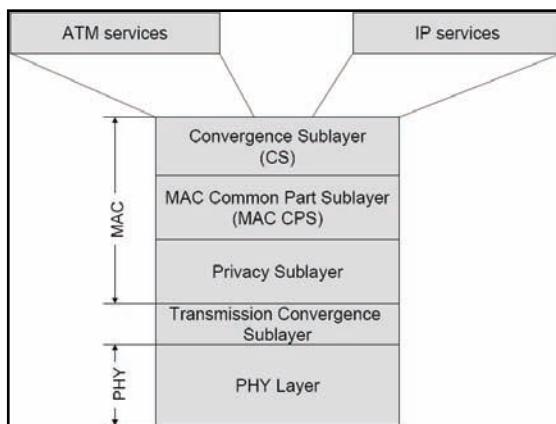 ATM services
IP services
Convergence Sublayer
(CS)
MAC Common Part Sublayer
(MAC CPS)
Privacy Sublayer
Transmission Convergence
Sublayer
PHY Layer
MAC
PHY